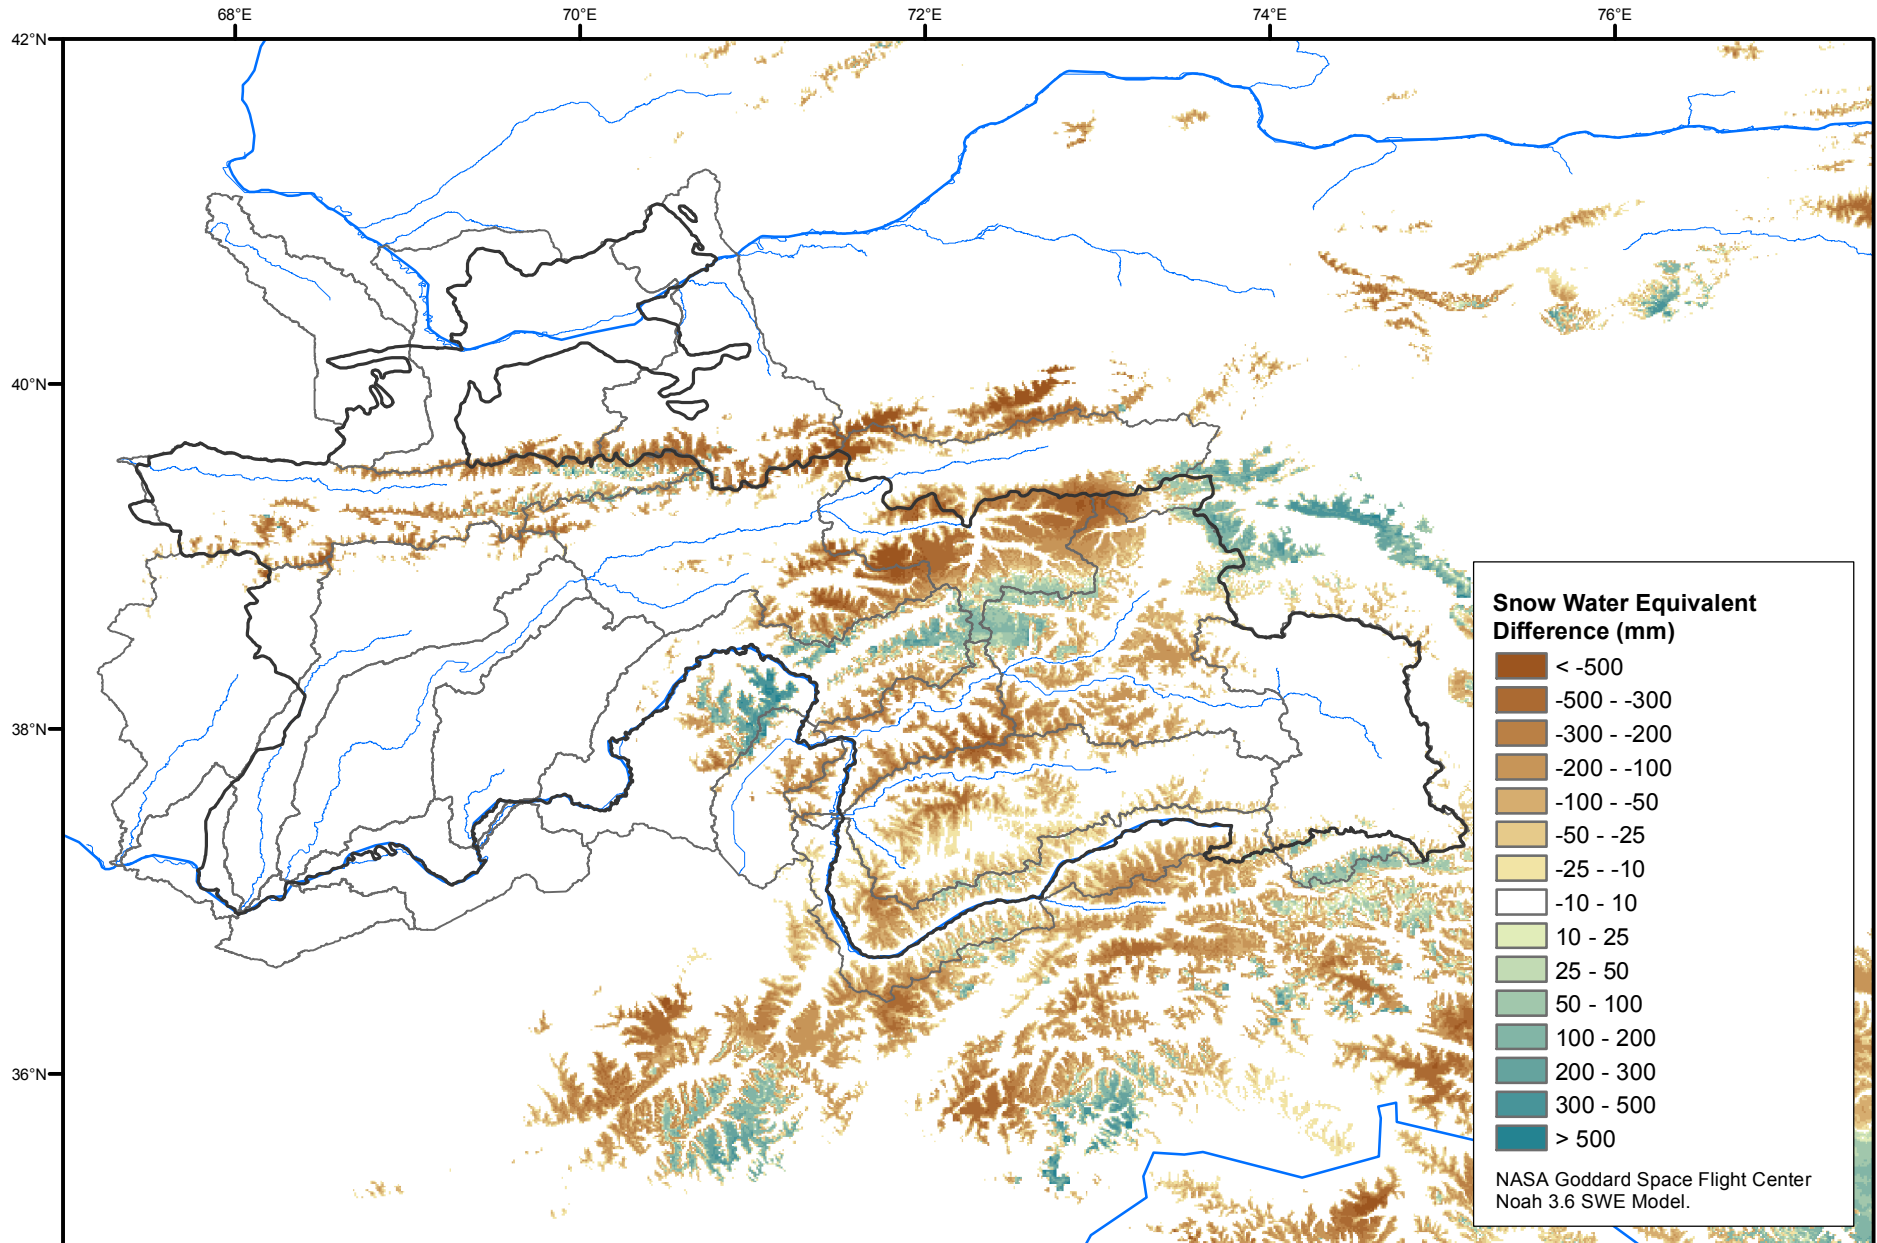 68°E
70°E
72°E
74°E
76°E
42°N
40°N
38°N
36°N
Snow Water Equivalent
Difference (mm)
< -500
-500 - -300
-300 - -200
-200 - -100
-100 - -50
-50 - -25
-25 - -10
-10 - 10
10 - 25
25 - 50
50 - 100
100 - 200
200 - 300
300 - 500
> 500
NASA Goddard Space Flight Center
Noah 3.6 SWE Model.